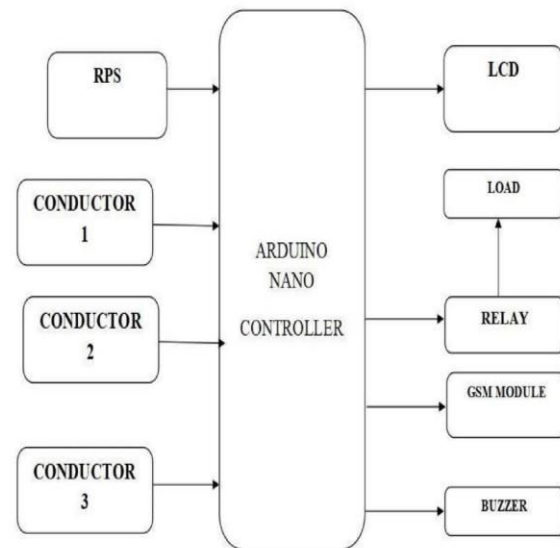 RPS
CONDUCTOR
1
CONDUCTOR
2
CONDUCTOR
3
ARDUINO
NANO
CONTROLLER
LCD
LOAD
RELAY
GSM MODULE
BUZZER